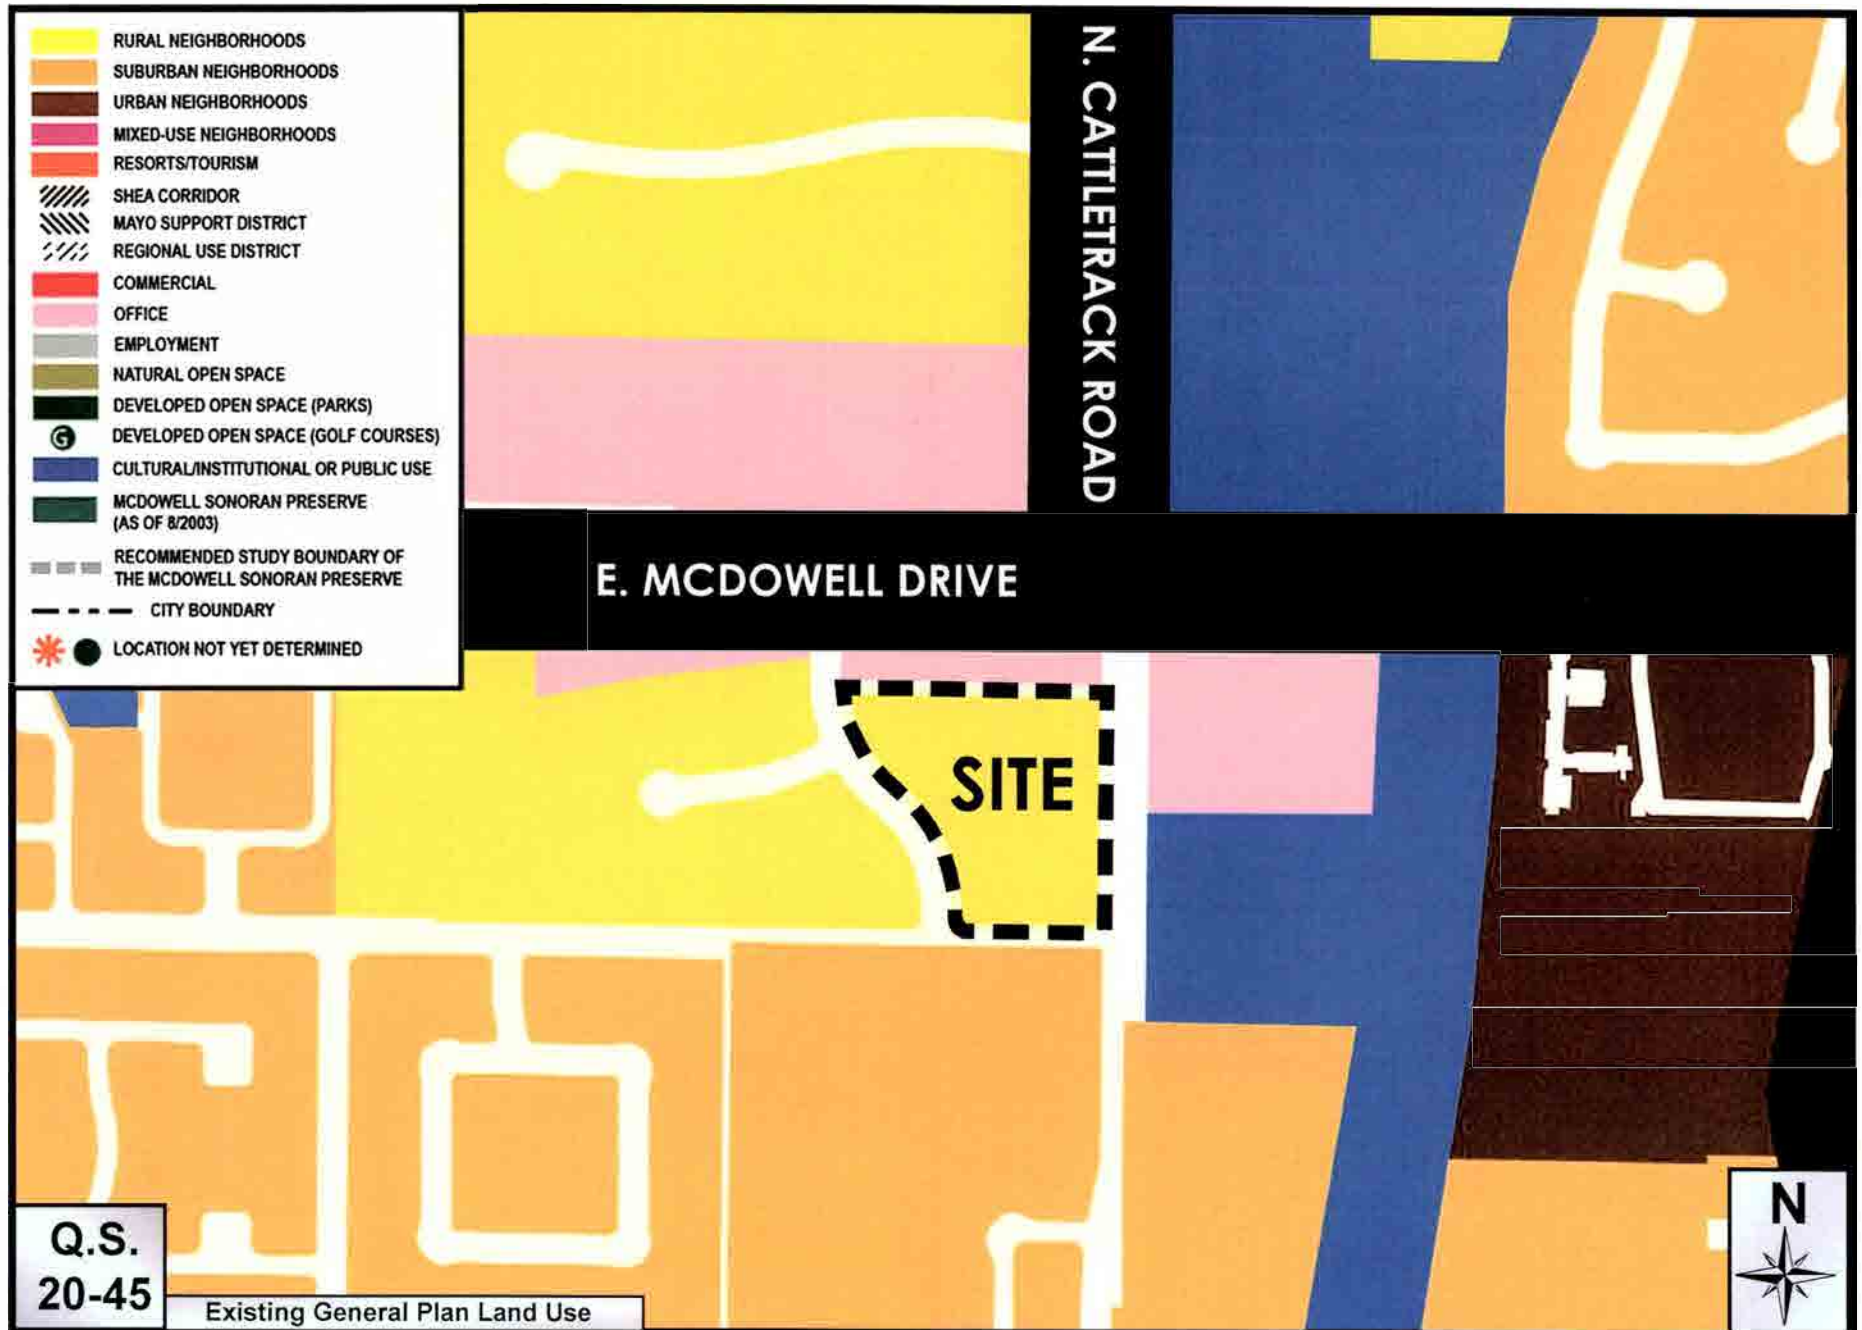 RURAL NEIGHBORHOODS
SUBURBAN NEIGHBORHOODS
URBAN NEIGHBORHOODS
MIXED-USE NEIGHBORHOODS
RESORTS/TOURISM
SHEA CORRIDOR
MAYO SUPPORT DISTRICT
REGIONAL USE DISTRICT
COMMERCIAL
OFFICE
EMPLOYMENT
NATURAL OPEN SPACE
DEVELOPED OPEN SPACE (PARKS)
G
DEVELOPED OPEN SPACE (GOLF COURSES)
CULTURAL/INSTITUTIONAL OR PUBLIC USE
MCDOWELL SONORAN PRESERVE
(AS OF 8/2003)
RECOMMENDED STUDY BOUNDARY OF
THE MCDOWELL SONORAN PRESERVE
CITY BOUNDARY
LOCATION NOT YET DETERMINED
N. CATTLETRACK ROAD
E. MCDOWELL DRIVE
SITE
Q.S.
20-45
Existing General Plan Land Use
N